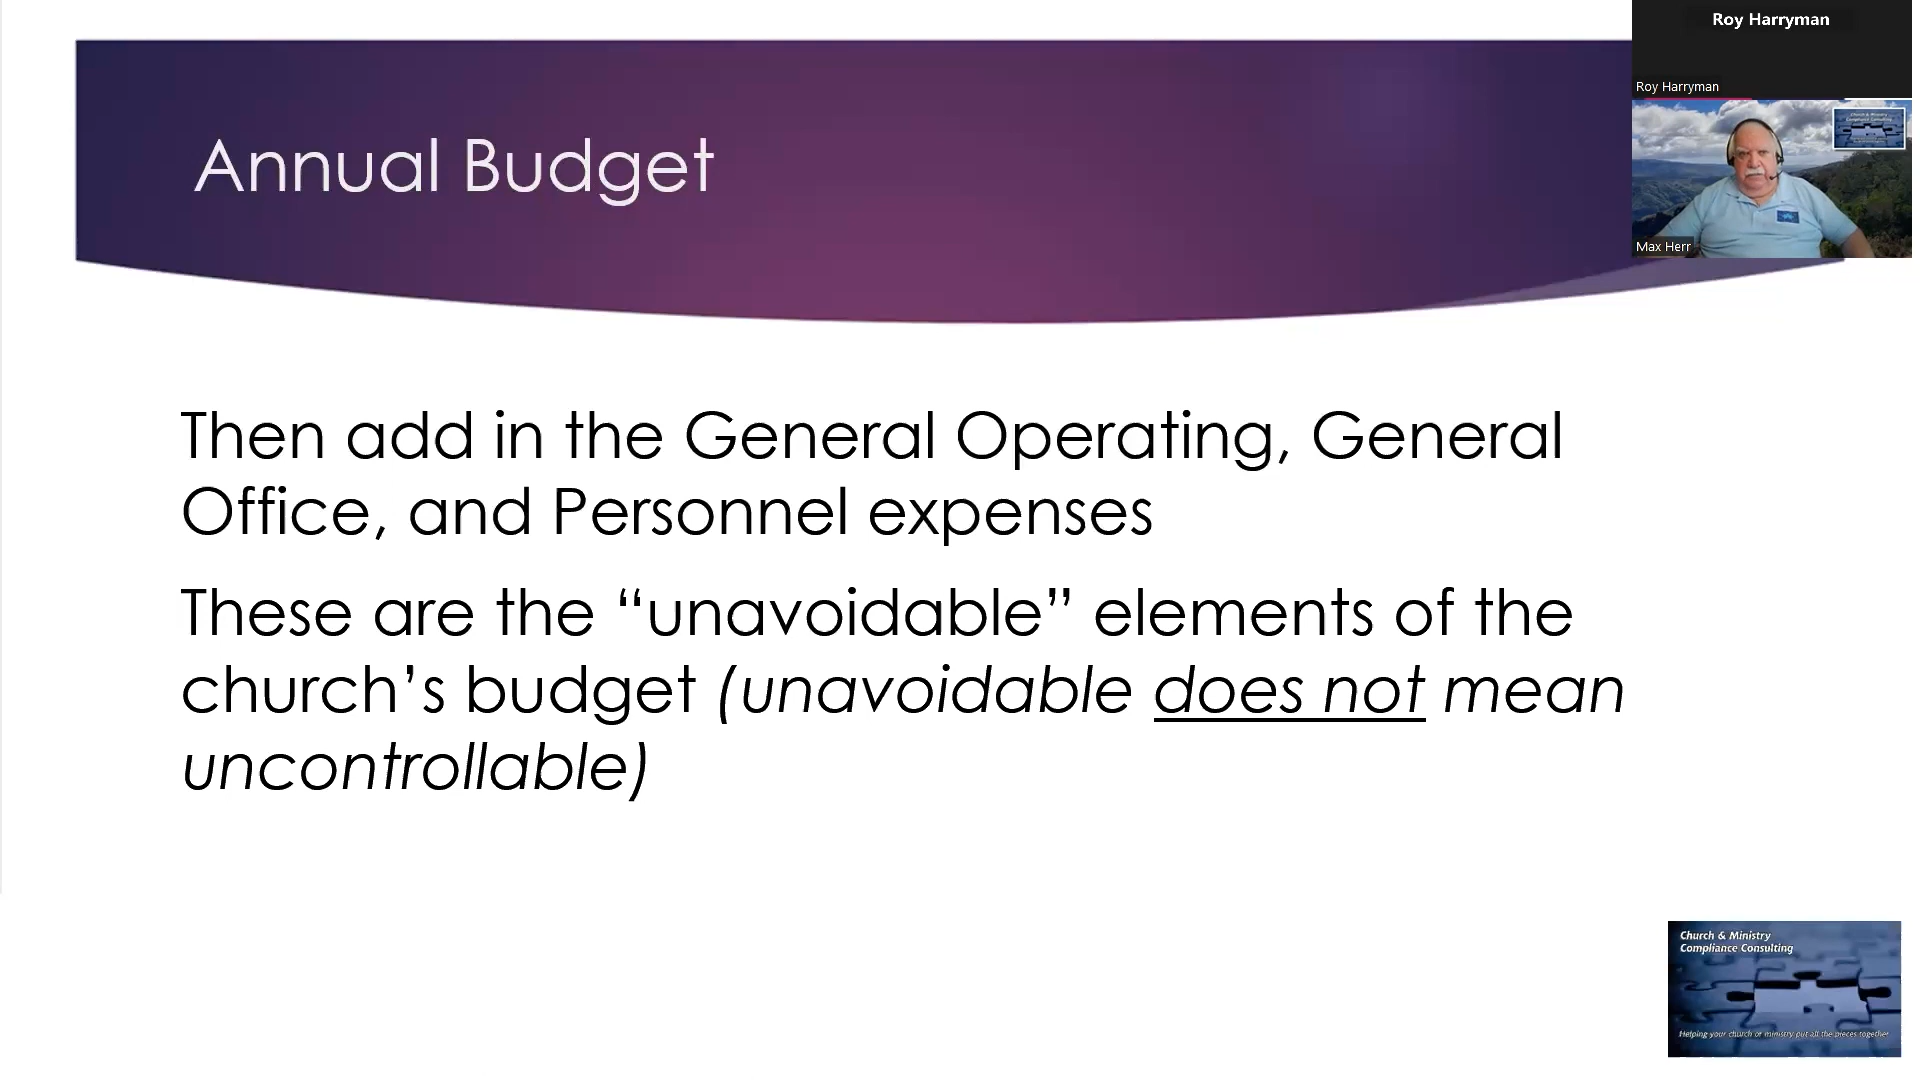 Roy Harryman
Roy Harryman
Annual Budget
Max Herr
Then add in the General Operating, General
Office, and Personnel expenses
These are the “unavoidable” elements of the
church’s budget (unavoidable does not mean
uncontrollable)
Church & Ministry
Compliance Consulting
Helping your church or ministry put all the pieces together